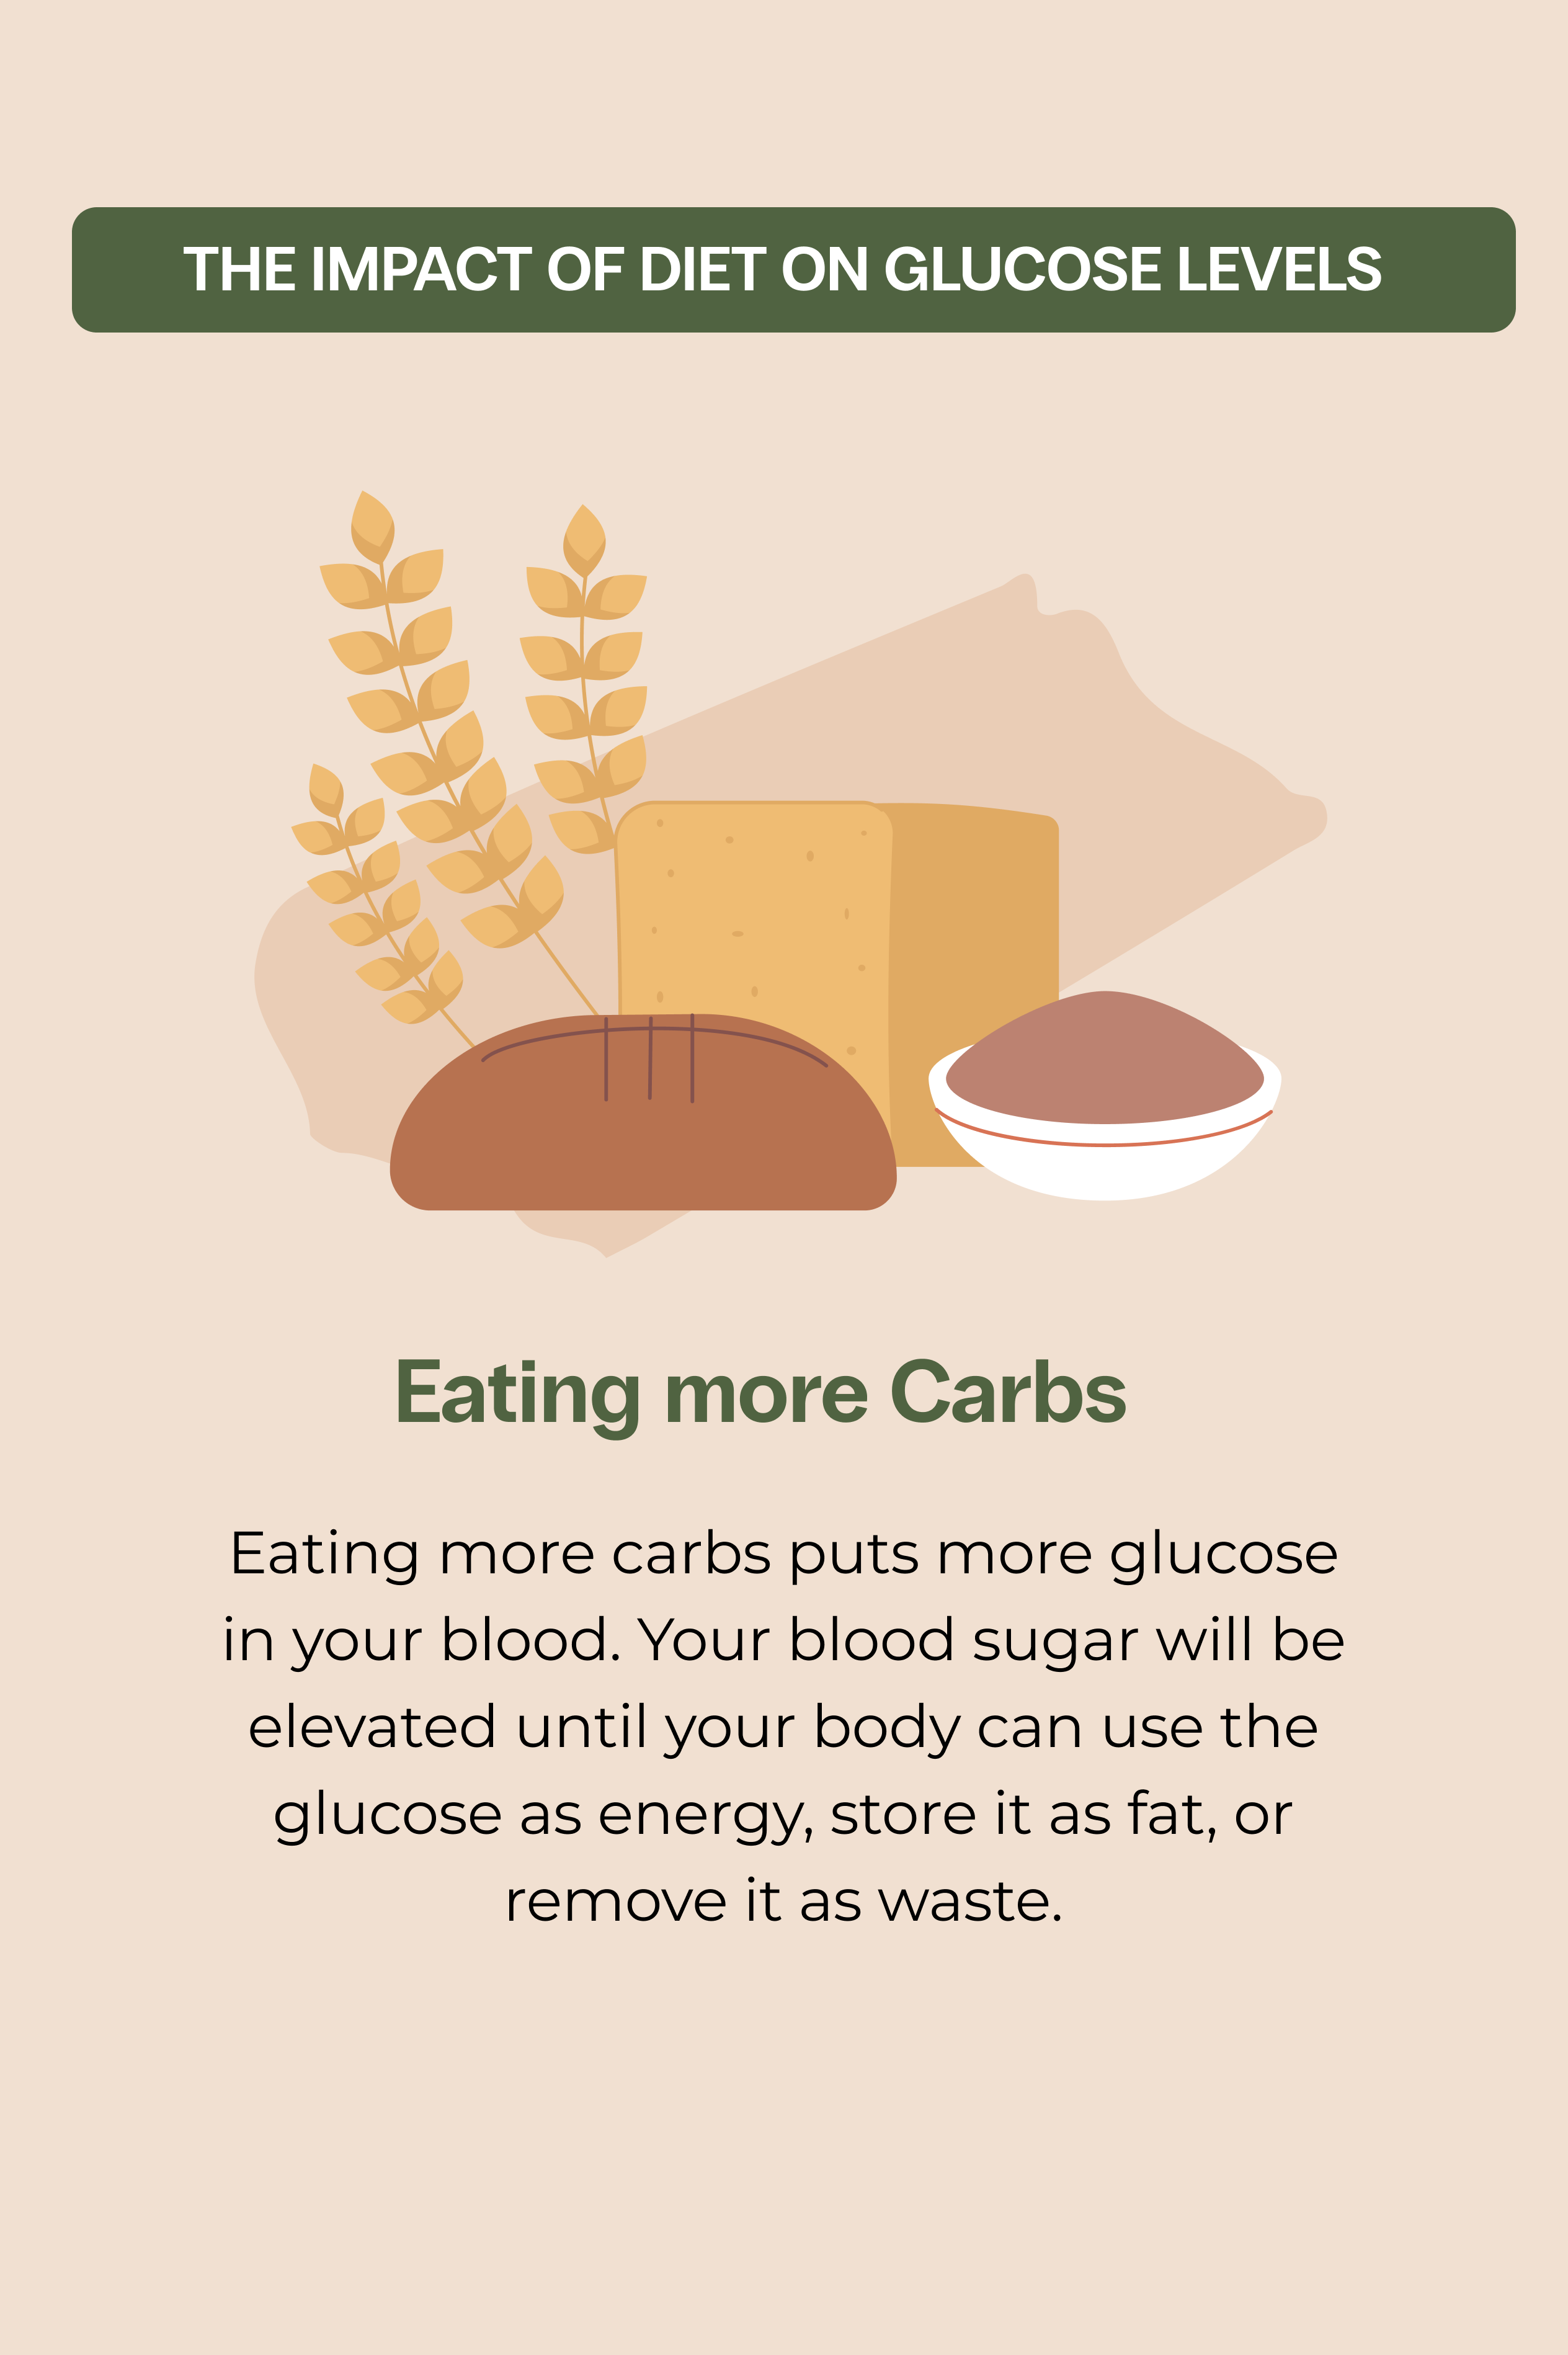 THE IMPACT OF DIET ON GLUCOSE LEVELS
Eating more Carbs
Eating more carbs puts more glucose
in your blood. Your blood sugar will be
elevated until your body can use the
glucose as energy, store it as fat, or
remove it as waste.